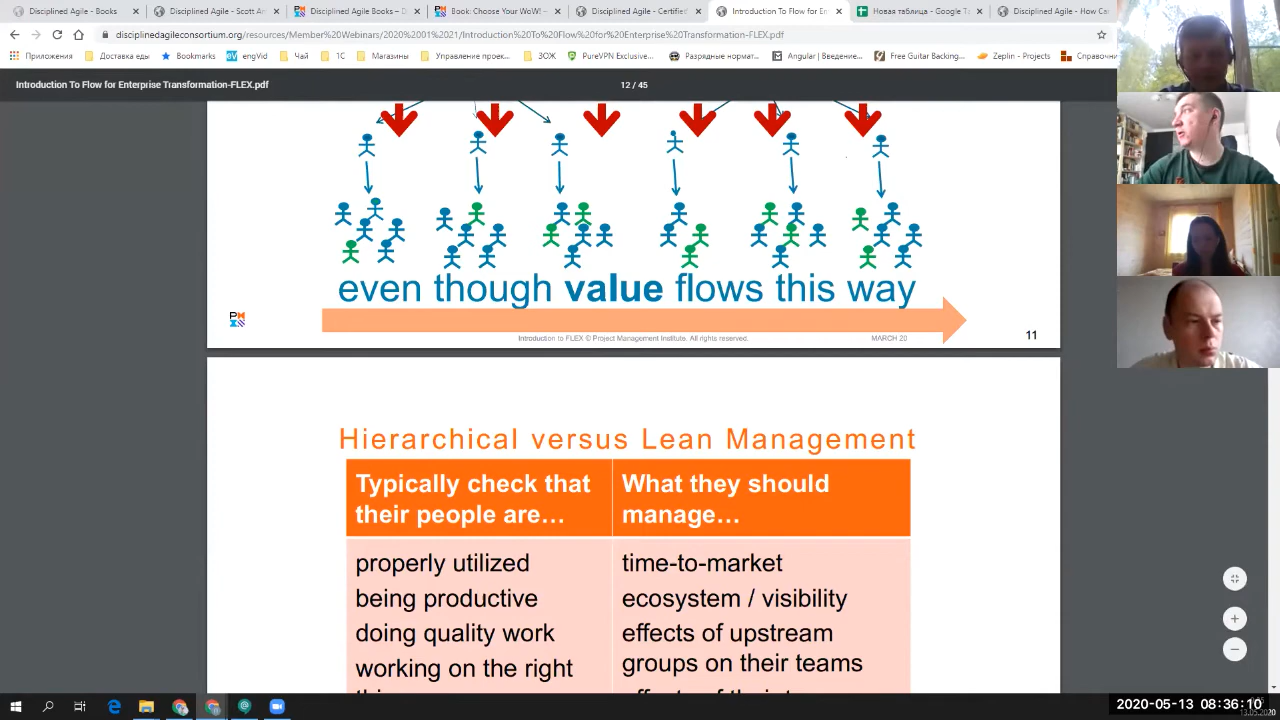 Disciplined Agile - Books
Disciplined Agile - Scott Am
Disciplined Agile Books – D
Book: Choose Your WoW! –
Disciplined Agile - Certified
Introduction To Flow for En
Новая таблица - Google Т
Disciplined Agile - How Ca
disciplinedagileconsortium.org/resources/Member%20Webinars/2020%2001%2021/Introduction%20To%20Flow%20for%20Enterprise%20Transformation-FLEX.pdf
Приложения
Доставка еды
Bookmarks
engVid
Чай
1С
Магазины
Управление проек...
ЗОЖ
PurePVN Exclusive...
Разрядные нормат...
Angular | Введение...
Free Guitar Backing...
Zeplin - Projects
Справочн
Introduction To Flow for Enterprise Transformation-FLEX.pdf
12 / 45
even though value flows this way
Introduction to FLEX © Project Management Institute. All rights reserved.
MARCH 20
11
Hierarchical versus Lean Management
Typically check that
their people are…
What they should
manage…
properly utilized
being productive
doing quality work
working on the right
time-to-market
ecosystem / visibility
effects of upstream
groups on their teams
2020-05-13 08:36:10
13.05.2020